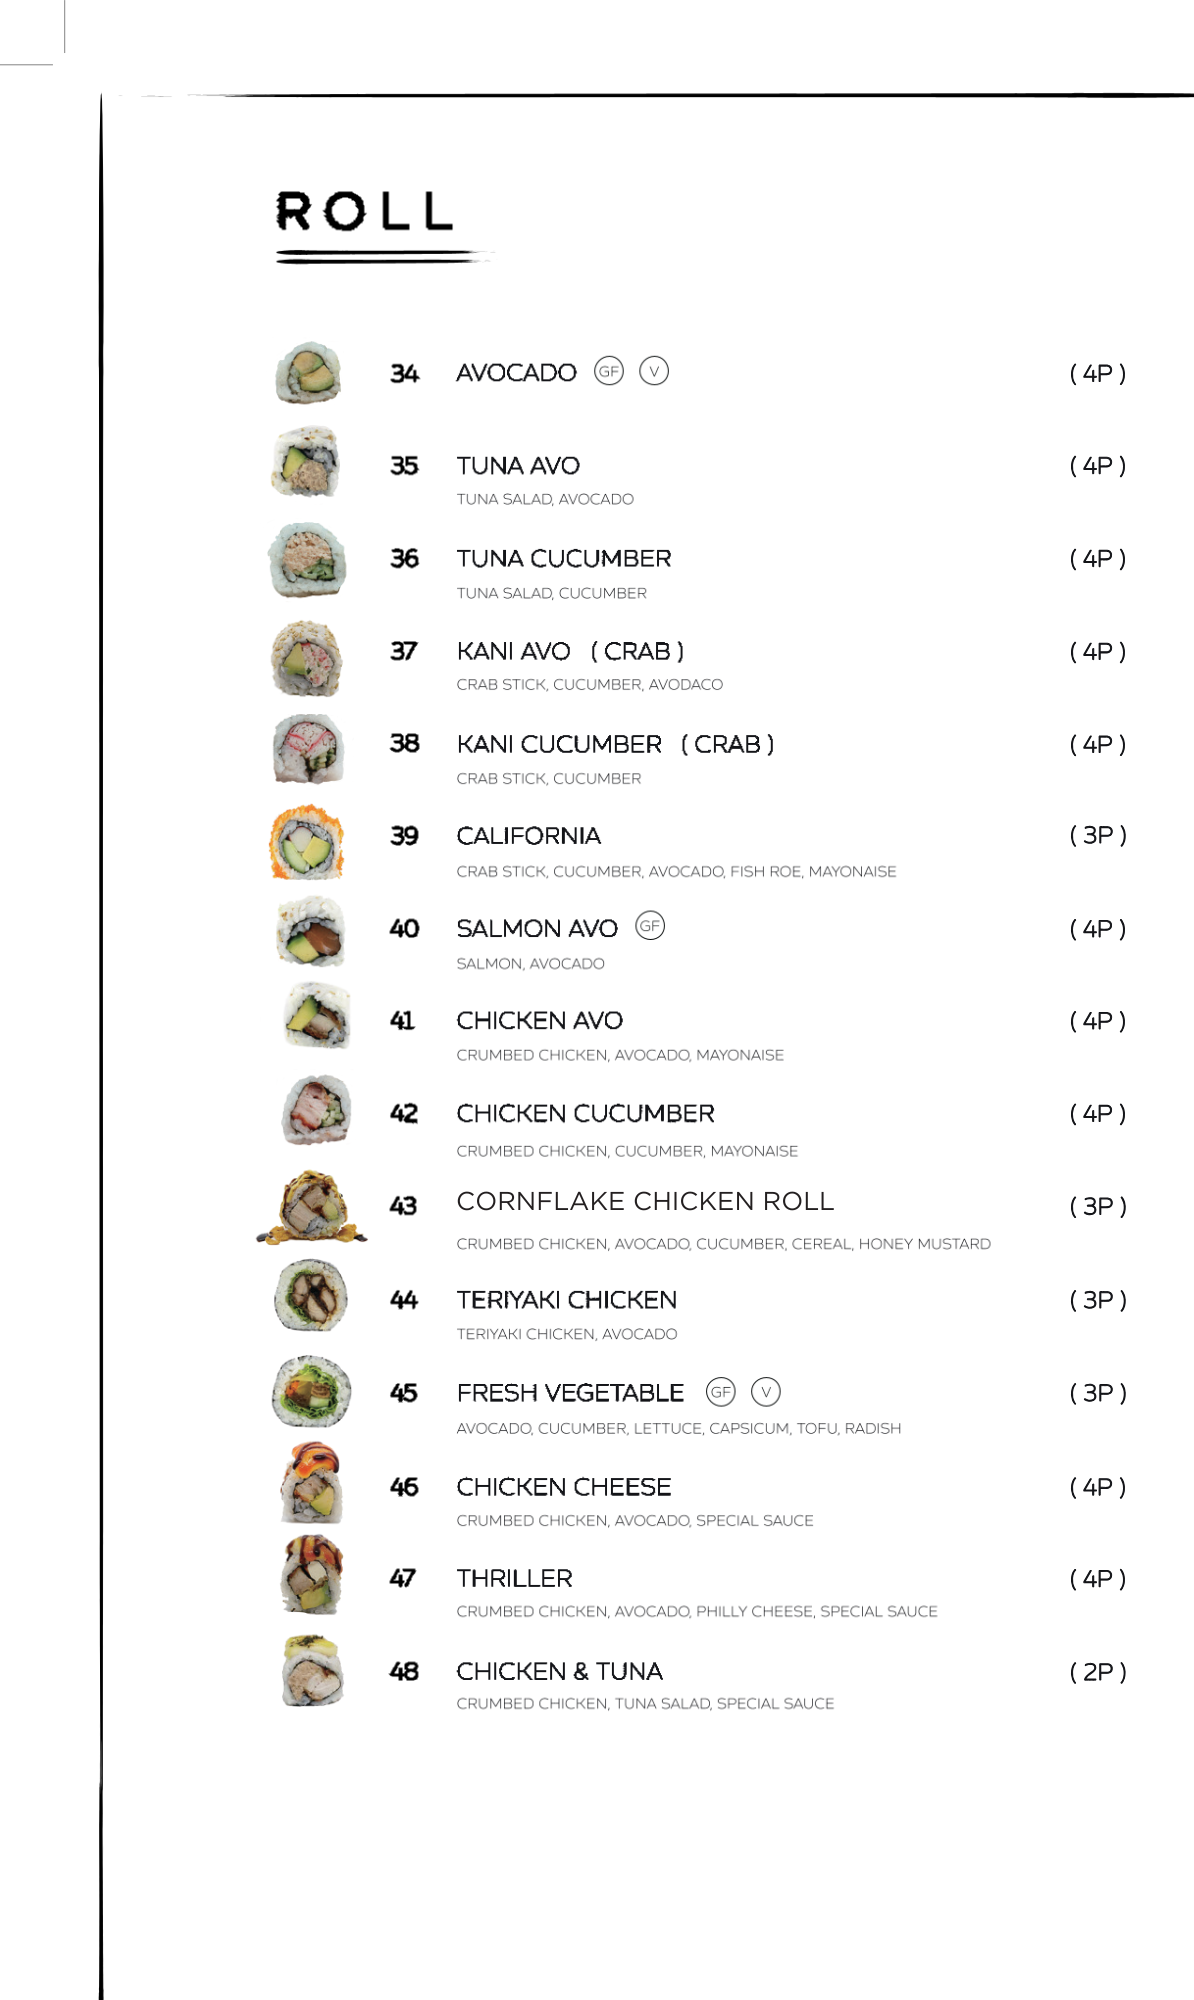 ROLL
34 AVOCADO GF V ( 4P )
35 TUNA AVO ( 4P )
TUNA SALAD, AVOCADO
36 TUNA CUCUMBER ( 4P )
TUNA SALAD, CUCUMBER
37 KANI AVO ( CRAB ) ( 4P )
CRAB STICK, CUCUMBER, AVODACO
38 KANI CUCUMBER ( CRAB ) ( 4P )
CRAB STICK, CUCUMBER
39 CALIFORNIA ( 3P )
CRAB STICK, CUCUMBER, AVOCADO, FISH ROE, MAYONAISE
40 SALMON AVO GF ( 4P )
SALMON, AVOCADO
41 CHICKEN AVO ( 4P )
CRUMBED CHICKEN, AVOCADO, MAYONAISE
42 CHICKEN CUCUMBER ( 4P )
CRUMBED CHICKEN, CUCUMBER, MAYONAISE
43 CORNFLAKE CHICKEN ROLL ( 3P )
CRUMBED CHICKEN, AVOCADO, CUCUMBER, CEREAL, HONEY MUSTARD
44 TERIYAKI CHICKEN ( 3P )
TERIYAKI CHICKEN, AVOCADO
45 FRESH VEGETABLE GF V ( 3P )
AVOCADO, CUCUMBER, LETTUCE, CAPSICUM, TOFU, RADISH
46 CHICKEN CHEESE ( 4P )
CRUMBED CHICKEN, AVOCADO, SPECIAL SAUCE
47 THRILLER ( 4P )
CRUMBED CHICKEN, AVOCADO, PHILLY CHEESE, SPECIAL SAUCE
48 CHICKEN & TUNA ( 2P )
CRUMBED CHICKEN, TUNA SALAD, SPECIAL SAUCE